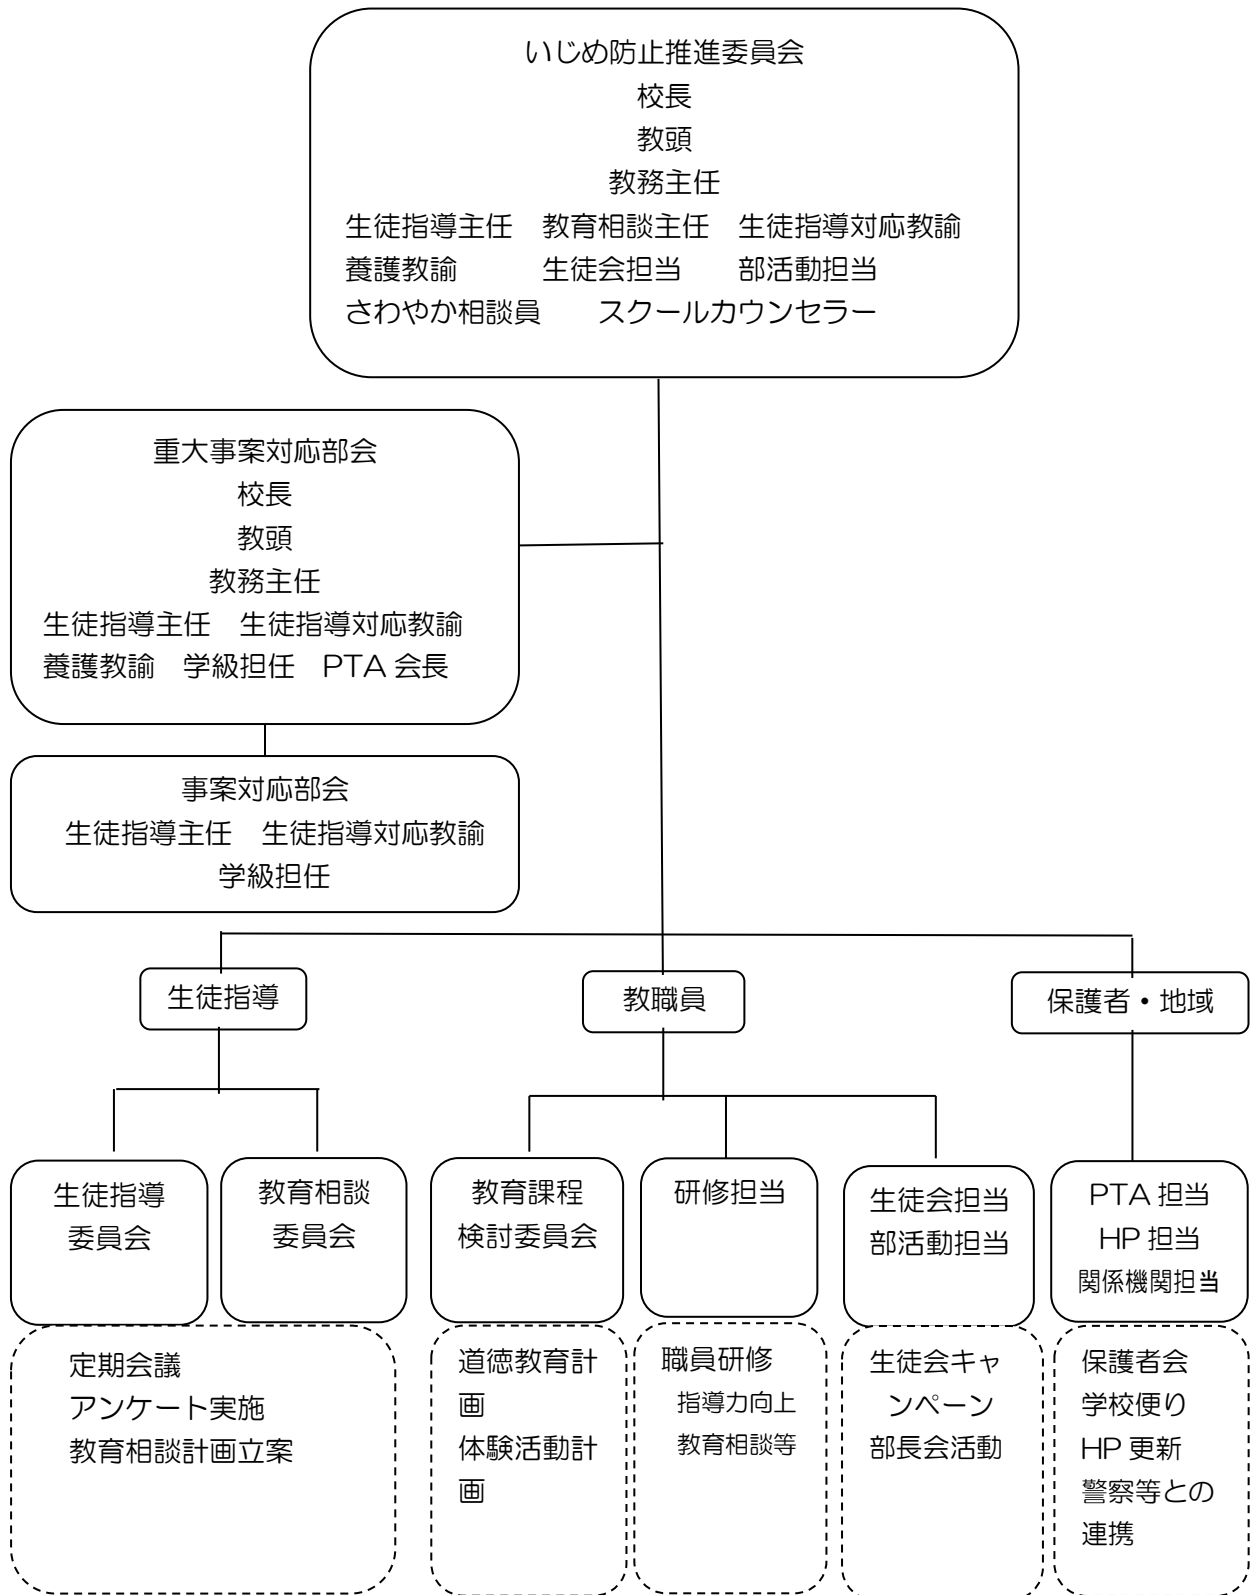 いじめ防止推進委員会
校長
教頭
教務主任
生徒指導主任　教育相談主任　生徒指導対応教諭
養護教諭　　　生徒会担当　　部活動担当
さわやか相談員　　スクールカウンセラー
重大事案対応部会
校長
教頭
教務主任
生徒指導主任　生徒指導対応教諭
養護教諭　学級担任　PTA 会長
事案対応部会
生徒指導主任　生徒指導対応教諭
学級担任
生徒指導
教職員
保護者・地域
生徒指導
委員会
教育相談
委員会
教育課程
検討委員会
研修担当
生徒会担当
部活動担当
PTA 担当
HP 担当
関係機関担当
定期会議
アンケート実施
教育相談計画立案
道徳教育計
画
体験活動計
画
職員研修
指導力向上
教育相談等
生徒会キャ
ンペーン
部長会活動
保護者会
学校便り
HP 更新
警察等との
連携